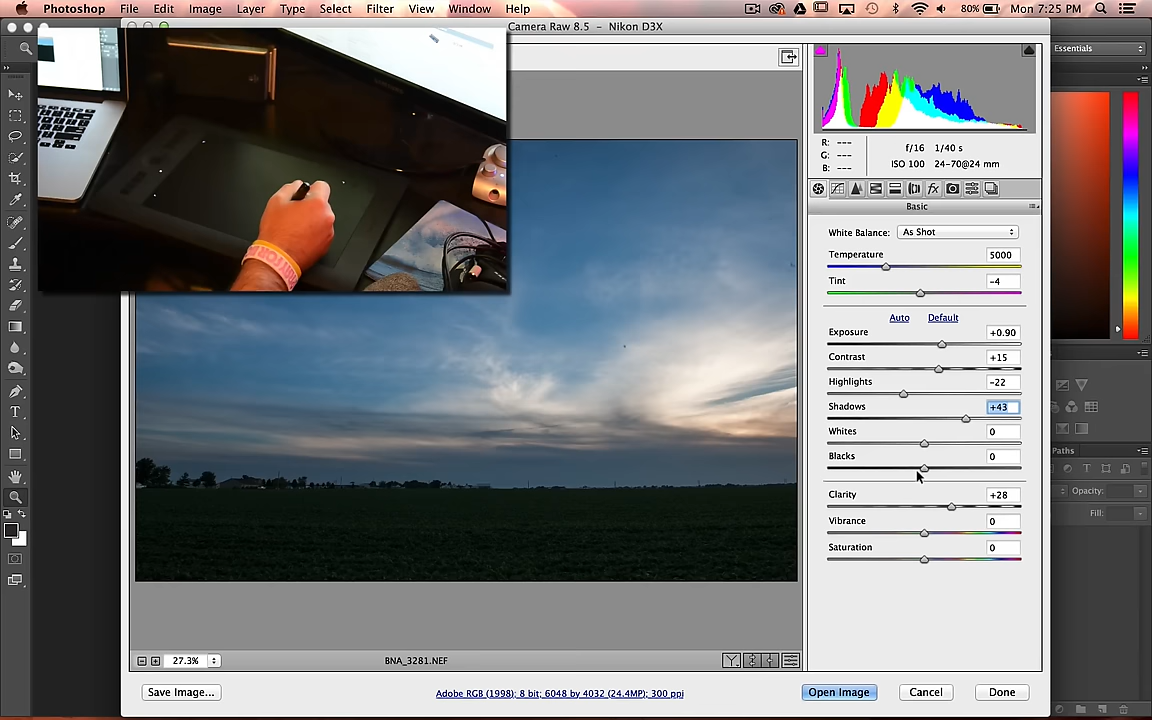 Photoshop File Edit Image Layer Type Select Filter View Window Help 80% Mon 7:25 PM
Camera Raw 8.5 - Nikon D3X
Essentials
R: ---
G: ---
B: ---
f/16 1/40 s
ISO 100 24-70@24 mm
Basic
White Balance: As Shot
Temperature 5000
Tint -4
Auto Default
Exposure +0.90
Contrast +15
Highlights -22
Shadows +43
Whites 0
Blacks 0
Clarity +28
Vibrance 0
Saturation 0
Paths
Opacity:
Fill:
27.3% BNA_3281.NEF
Save Image... Adobe RGB (1998); 8 bit; 6048 by 4032 (24.4MP); 300 ppi Open Image Cancel Done